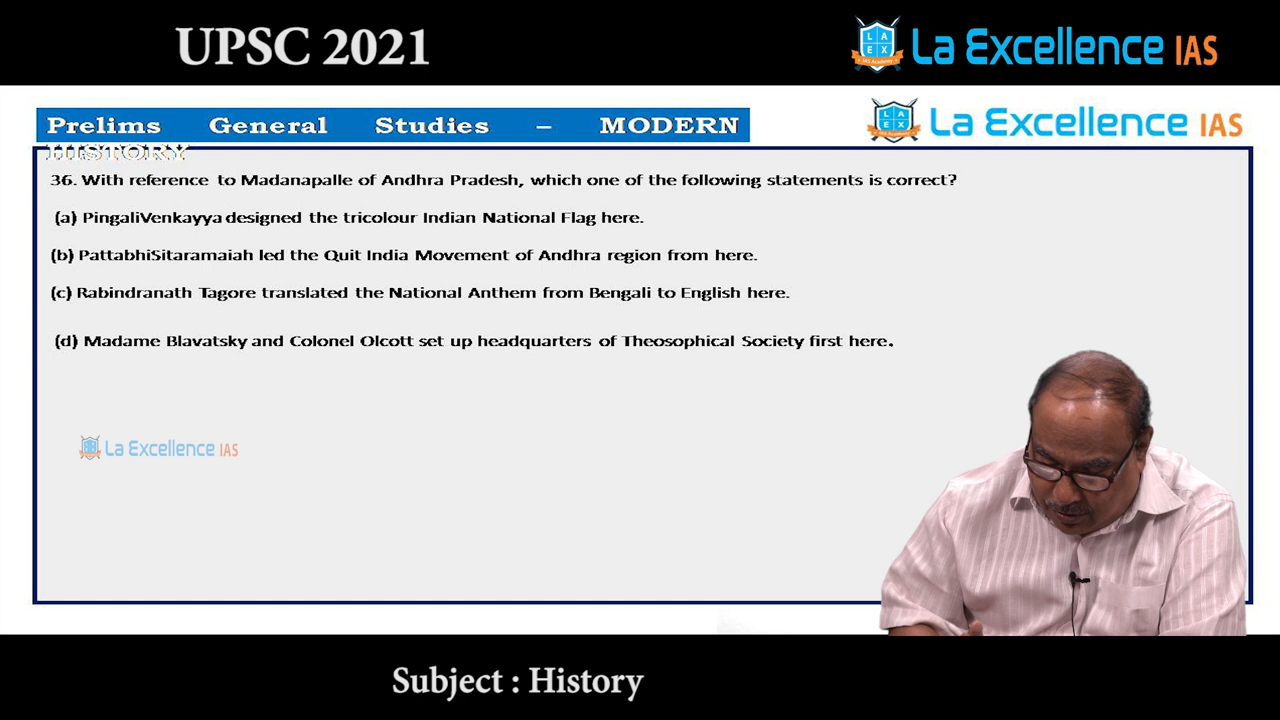 UPSC 2021
La Excellence IAS
Prelims General Studies – MODERN
La Excellence IAS
HISTORY
36. With reference to Madanapalle of Andhra Pradesh, which one of the following statements is correct?
(a) PingaliVenkayya designed the tricolour Indian National Flag here.
(b) PattabhiSitaramaiah led the Quit India Movement of Andhra region from here.
(c) Rabindranath Tagore translated the National Anthem from Bengali to English here.
(d) Madame Blavatsky and Colonel Olcott set up headquarters of Theosophical Society first here.
La Excellence IAS
Subject : History